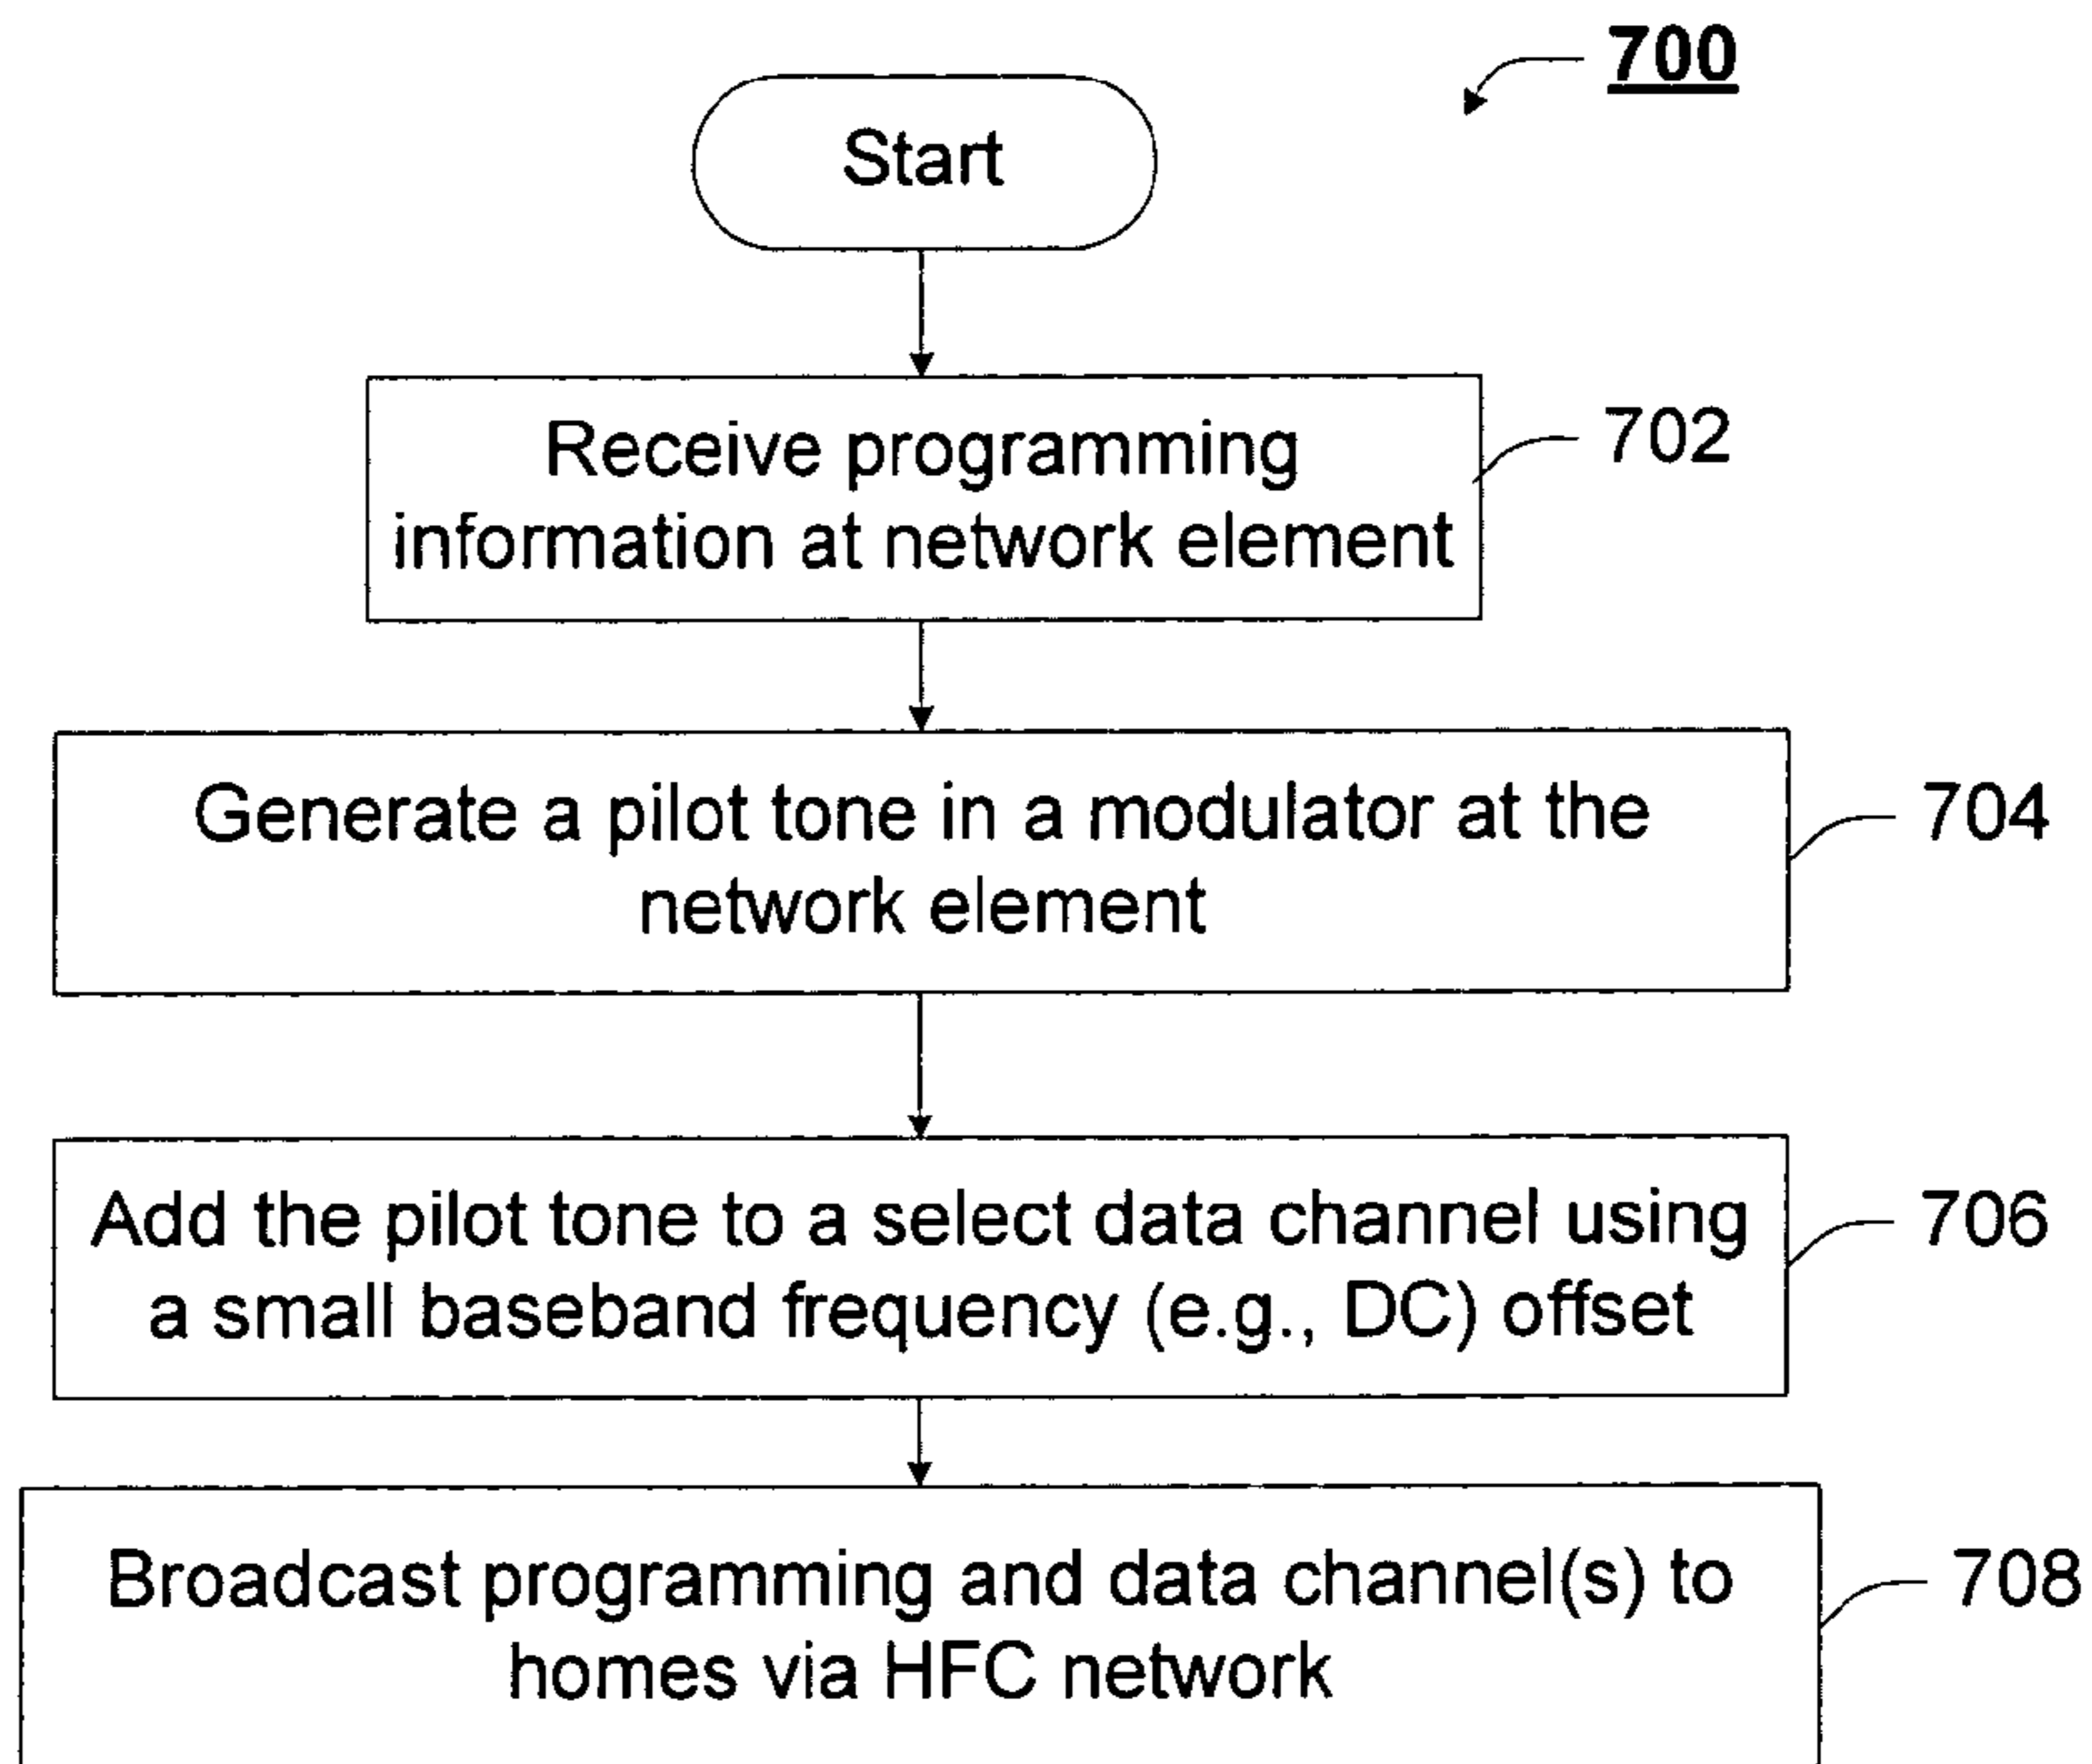 700
Start
Receive programming
information at network element
702
Generate a pilot tone in a modulator at the
network element
704
Add the pilot tone to a select data channel using
a small baseband frequency (e.g., DC) offset
706
Broadcast programming and data channel(s) to
homes via HFC network
708